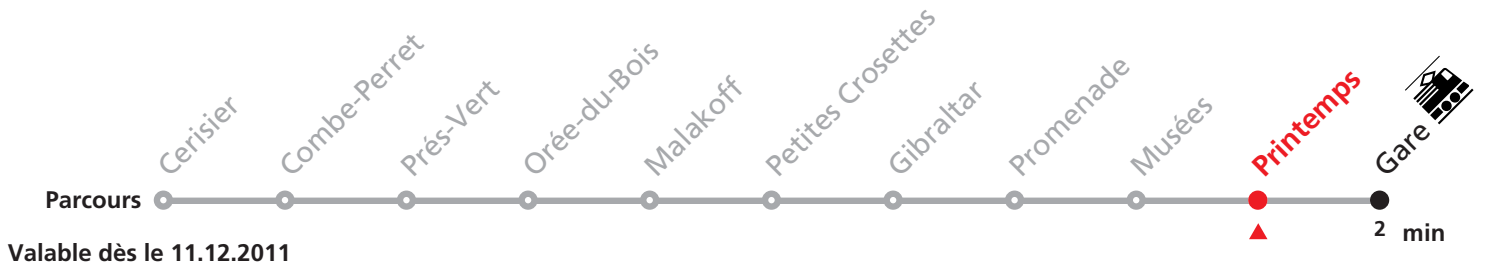 Cerisier
Combe-Perret
Prés-Vert
Orée-du-Bois
Malakoff
Petites Crosettes
Gibraltar
Promenade
Musées
Printemps
Gare
Parcours
2 min
Valable dès le 11.12.2011